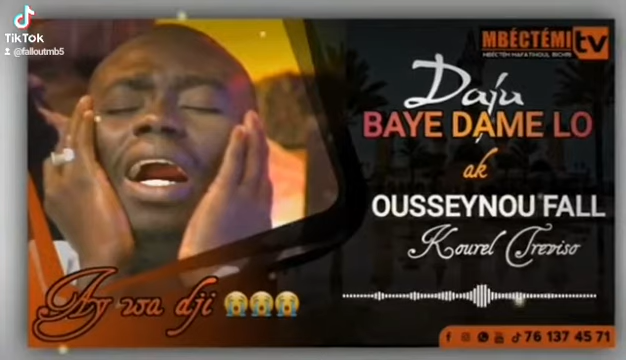 TikTok
@falloutmb5
MBÉCTÉMI tv
MBÉCTÉM MAFATIHOUL BICHRI
Daju
BAYE DAME LO
ak
OUSSEYNOU FALL
Kourel Treviso
Ay wa dji 😭😭😭
76 137 45 71